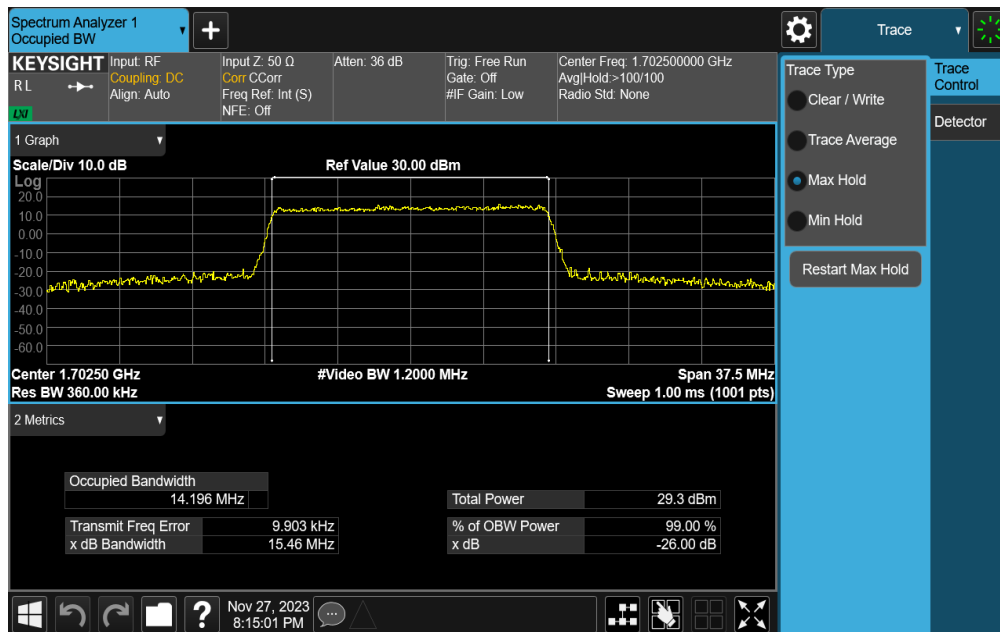 Spectrum Analyzer 1
Occupied BW
Trace
KEYSIGHT
R L
LXI
Input: RF
Coupling: DC
Align: Auto
Input Z: 50 Ω
Corr CCorr
Freq Ref: Int (S)
NFE: Off
Atten: 36 dB
Trig: Free Run
Gate: Off
#IF Gain: Low
Center Freq: 1.702500000 GHz
Avg|Hold:>100/100
Radio Std: None
1 Graph
Scale/Div 10.0 dB
Ref Value 30.00 dBm
Log
20.0
10.0
0.00
-10.0
-20.0
-30.0
-40.0
-50.0
-60.0
Center 1.70250 GHz
#Video BW 1.2000 MHz
Span 37.5 MHz
Res BW 360.00 kHz
Sweep 1.00 ms (1001 pts)
2 Metrics
Occupied Bandwidth
14.196 MHz
Total Power 29.3 dBm
Transmit Freq Error 9.903 kHz
% of OBW Power 99.00 %
x dB Bandwidth 15.46 MHz
x dB -26.00 dB
Trace Type
Clear / Write
Trace Average
Max Hold
Min Hold
Restart Max Hold
Trace
Control
Detector
?
Nov 27, 2023
8:15:01 PM